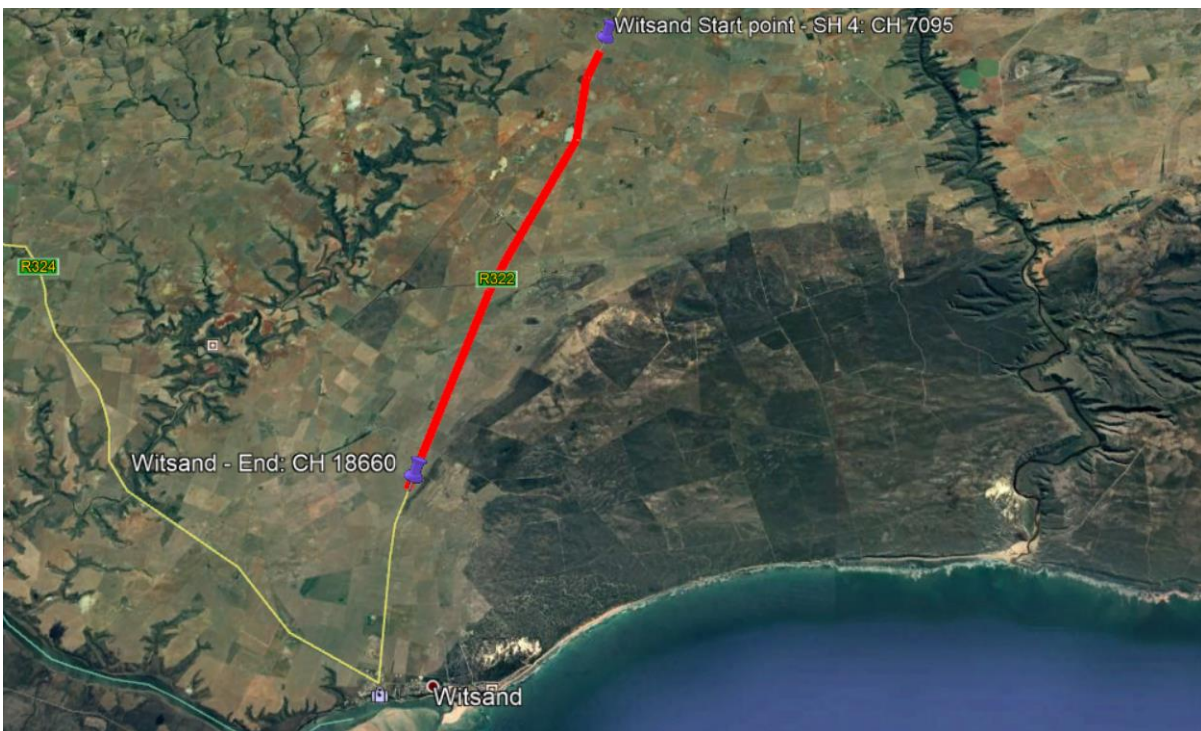 Witsand Start point - SH 4: CH 7095
R324
R322
Witsand - End: CH 18660
Witsand